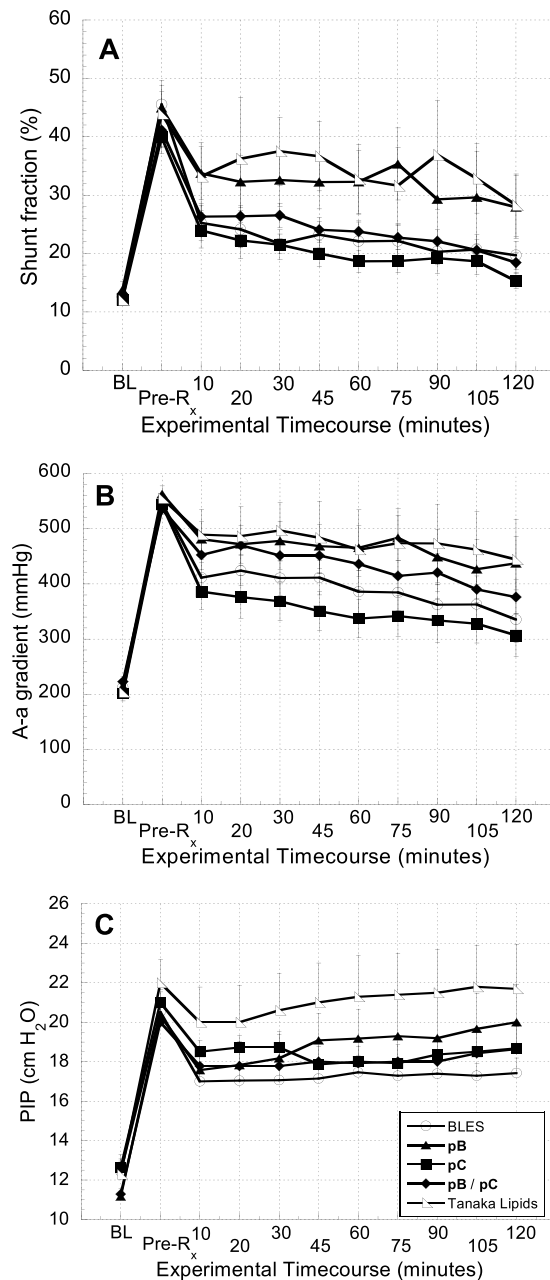 A
60
50
40
30
20
10
0
Shunt fraction (%)
BL Pre-Rx 10 20 30 45 60 75 90 105 120
Experimental Timecourse (minutes)
B
600
500
400
300
200
100
0
A-a gradient (mmHg)
BL Pre-Rx 10 20 30 45 60 75 90 105 120
Experimental Timecourse (minutes)
C
26
24
22
20
18
16
14
12
10
PIP (cm H2O)
BLES
pB
pC
pB / pC
Tanaka Lipids
BL Pre-Rx 10 20 30 45 60 75 90 105 120
Experimental Timecourse (minutes)